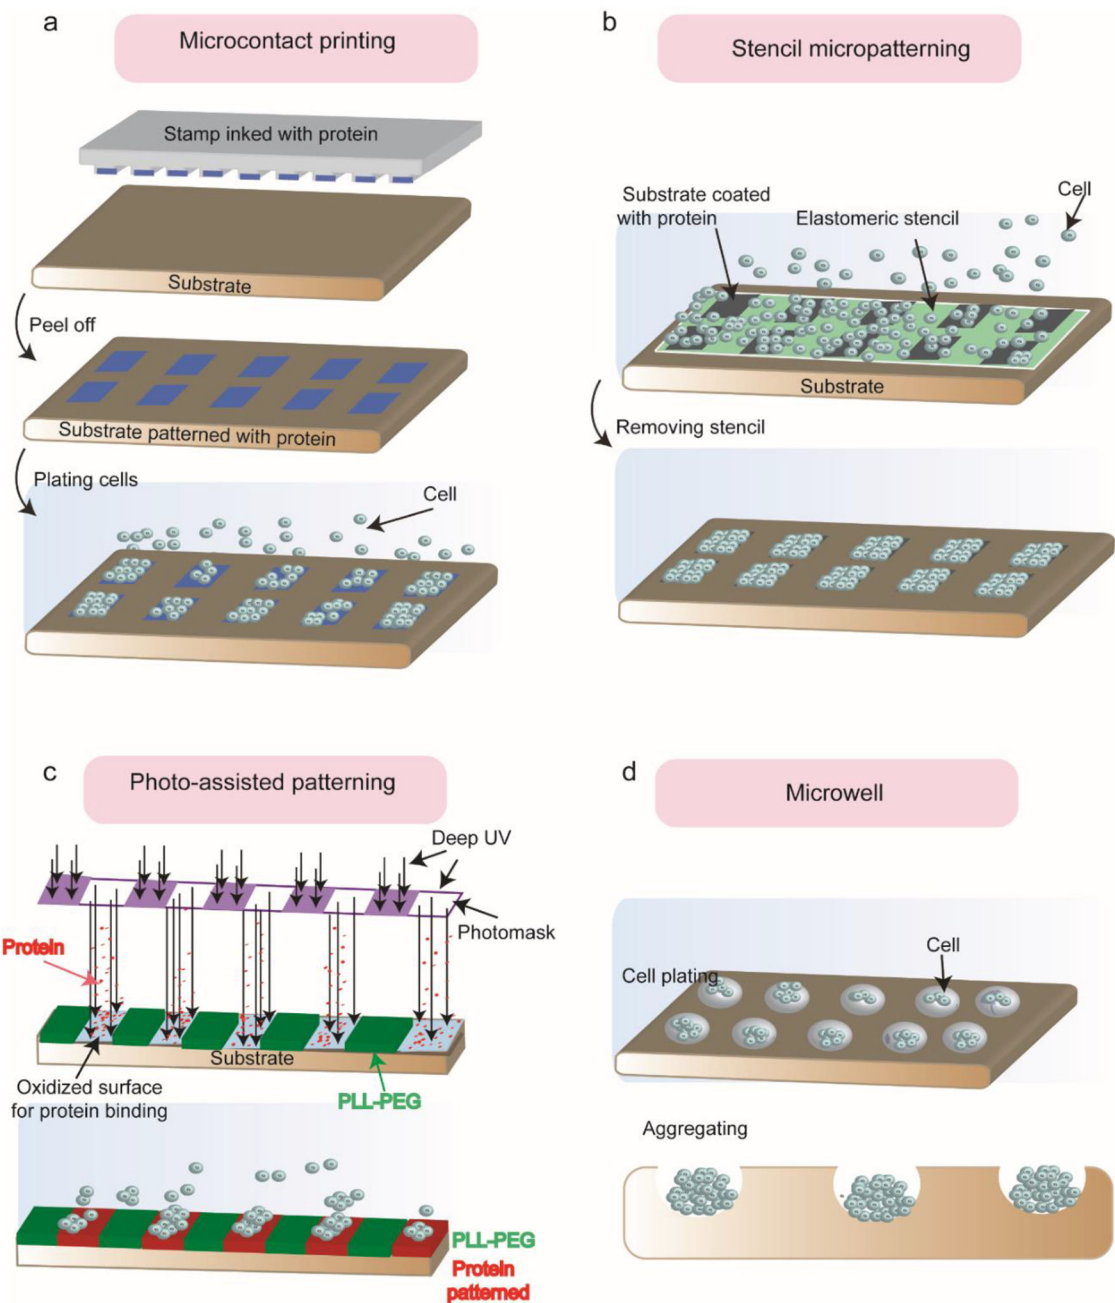 a
Microcontact printing
Stamp inked with protein
Substrate
Peel off
Substrate patterned with protein
Plating cells
Cell
b
Stencil micropatterning
Substrate coated
with protein
Elastomeric stencil
Cell
Substrate
Removing stencil
c
Photo-assisted patterning
Deep UV
Photomask
Protein
Substrate
Oxidized surface
for protein binding
PLL-PEG
PLL-PEG
Protein
patterned
d
Microwell
Cell plating
Cell
Aggregating